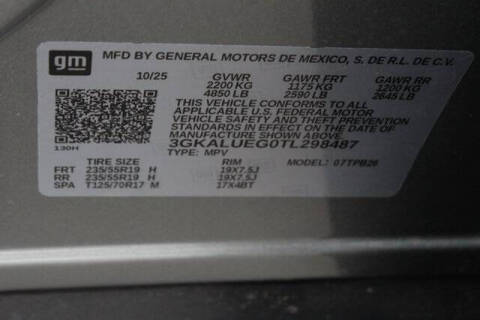 gm MFD BY GENERAL MOTORS DE MEXICO, S. DE R.L. DE C.V.
10/25 GVWR GAWR FRT GAWR RR
2200 KG 1175 KG 1200 KG
4850 LB 2590 LB 2645 LB
THIS VEHICLE CONFORMS TO ALL
APPLICABLE U.S. FEDERAL MOTOR
VEHICLE SAFETY AND THEFT PREVENTION
STANDARDS IN EFFECT ON THE DATE OF
MANUFACTURE SHOWN ABOVE.
130H 3GKALUEG0TL298487
TYPE: MPV MODEL: 07TPB26
TIRE SIZE RIM
FRT 235/55R19 H 19X7.5J
RR 235/55R19 H 19X7.5J
SPA T125/70R17 M 17X4BT